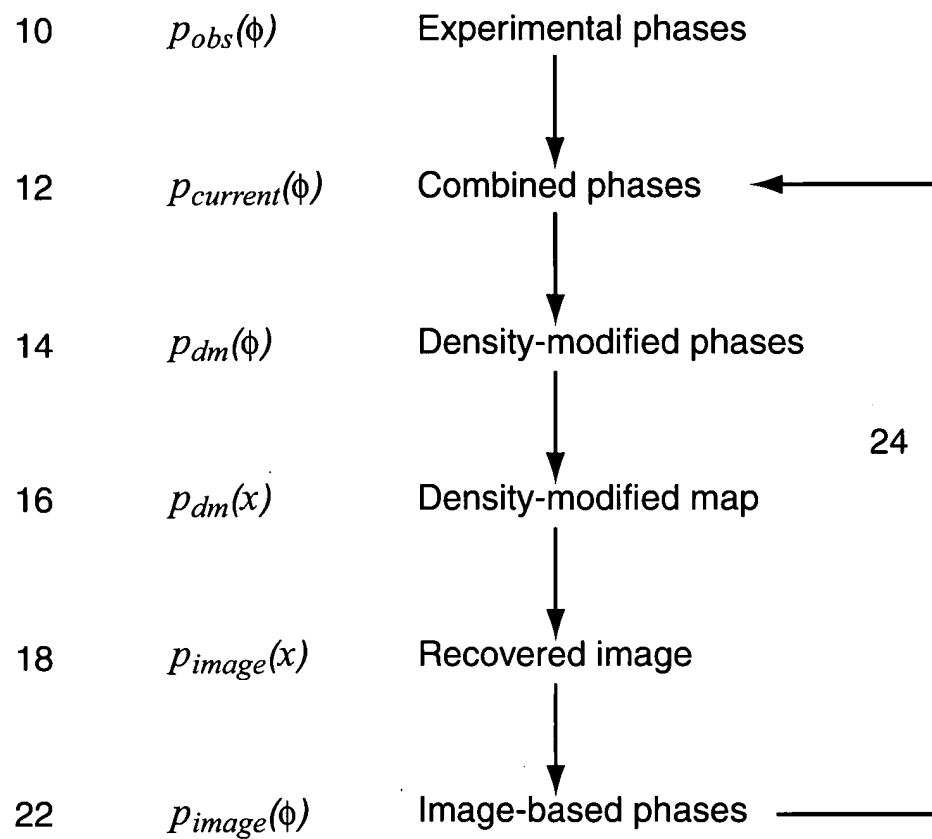 10 p_obs(ϕ) Experimental phases
12 p_current(ϕ) Combined phases
14 p_dm(ϕ) Density-modified phases
24
16 p_dm(x) Density-modified map
18 p_image(x) Recovered image
22 p_image(ϕ) Image-based phases